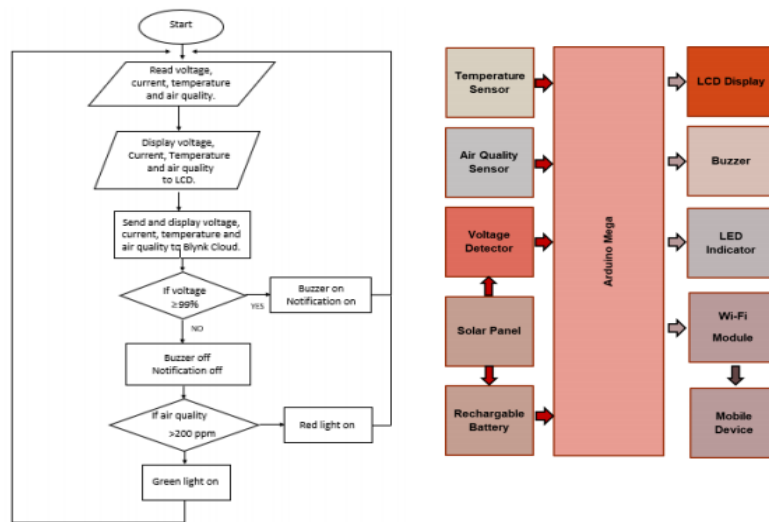 Start
Read voltage,
current, temperature
and air quality.
Display voltage,
Current, Temperature
and air quality
to LCD.
Send and display voltage,
current, temperature and
air quality to Blynk Cloud.
If voltage
≥99%
YES
Buzzer on
Notification on
NO
Buzzer off
Notification off
If air quality
>200 ppm
Red light on
Green light on
Temperature
Sensor
Air Quality
Sensor
Voltage
Detector
Solar Panel
Rechargable
Battery
Arduino Mega
LCD Display
Buzzer
LED
Indicator
Wi-Fi
Module
Mobile
Device